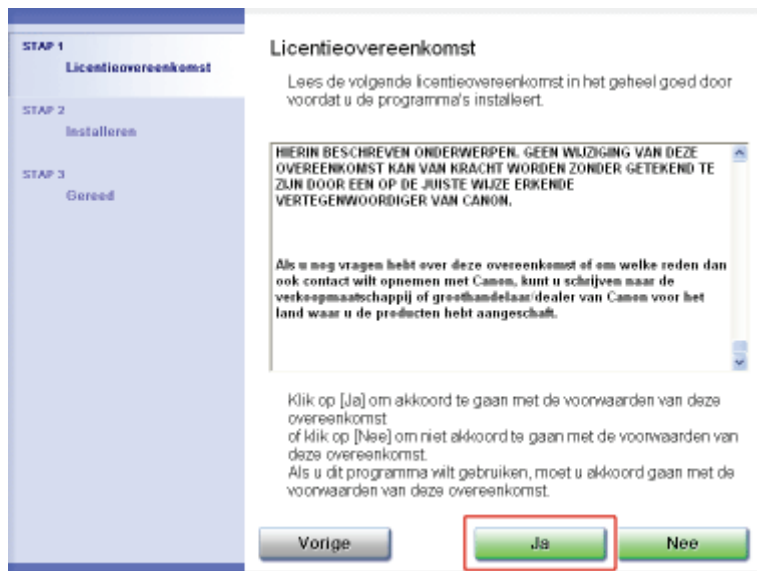 STAP 1
Licentieovereenkomst
STAP 2
Installeren
STAP 3
Gereed
Licentieovereenkomst
Lees de volgende licentieovereenkomst in het geheel goed door
voordat u de programma's installeert.
HIERIN BESCHREVEN ONDERWERPEN. GEEN WIJZIGING VAN DEZE
OVEREENKOMST KAN VAN KRACHT WORDEN ZONDER GETEKEND TE
ZIJN DOOR EEN OP DE JUISTE WIJZE ERKENDE
VERTEGENWOORDIGER VAN CANON.
Als u nog vragen hebt over deze overeenkomst of om welke reden dan
ook contact wilt opnemen met Canon, kunt u schrijven naar de
verkoopmaatschappij of groothandelaar/dealer van Canon voor het
land waar u de producten hebt aangeschaft.
Klik op [Ja] om akkoord te gaan met de voorwaarden van deze
overeenkomst
of klik op [Nee] om niet akkoord te gaan met de voorwaarden van
deze overeenkomst.
Als u dit programma wilt gebruiken, moet u akkoord gaan met de
voorwaarden van deze overeenkomst.
Vorige
Ja
Nee